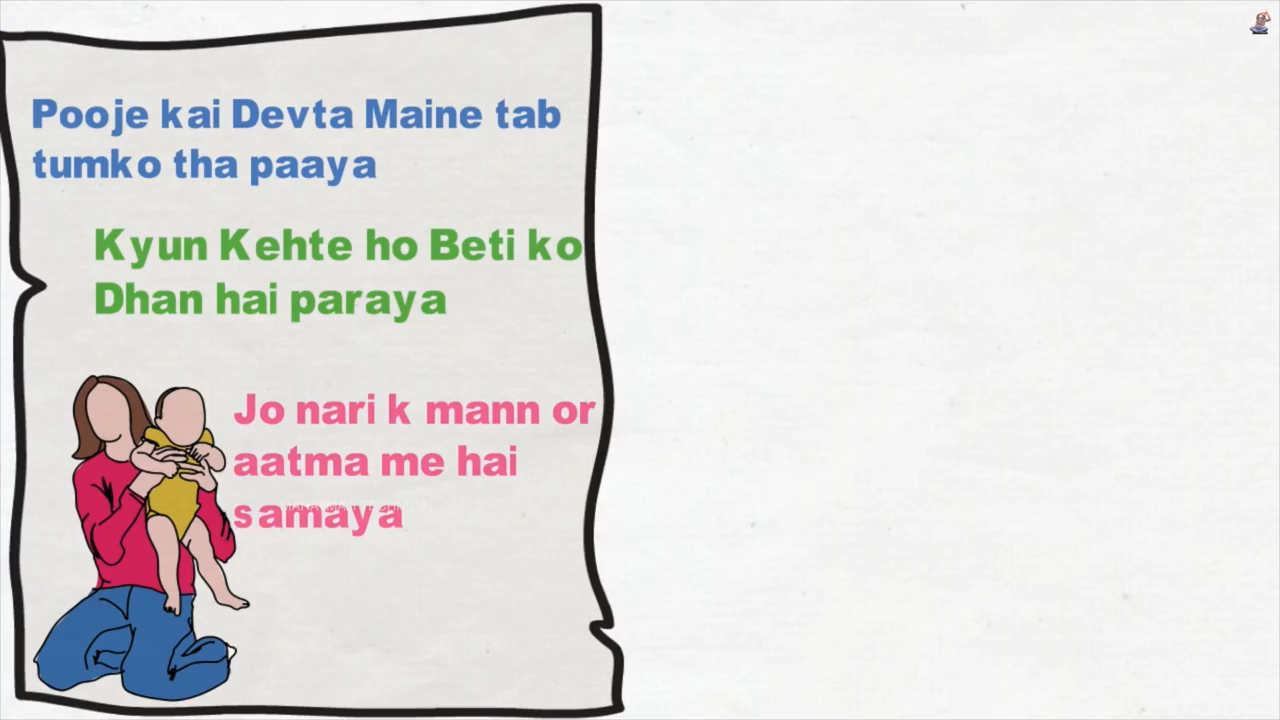 Pooje kai Devta Maine tab
tumko tha paaya
Kyun Kehte ho Beti ko
Dhan hai paraya
Jo nari k mann or
aatma me hai
samaya